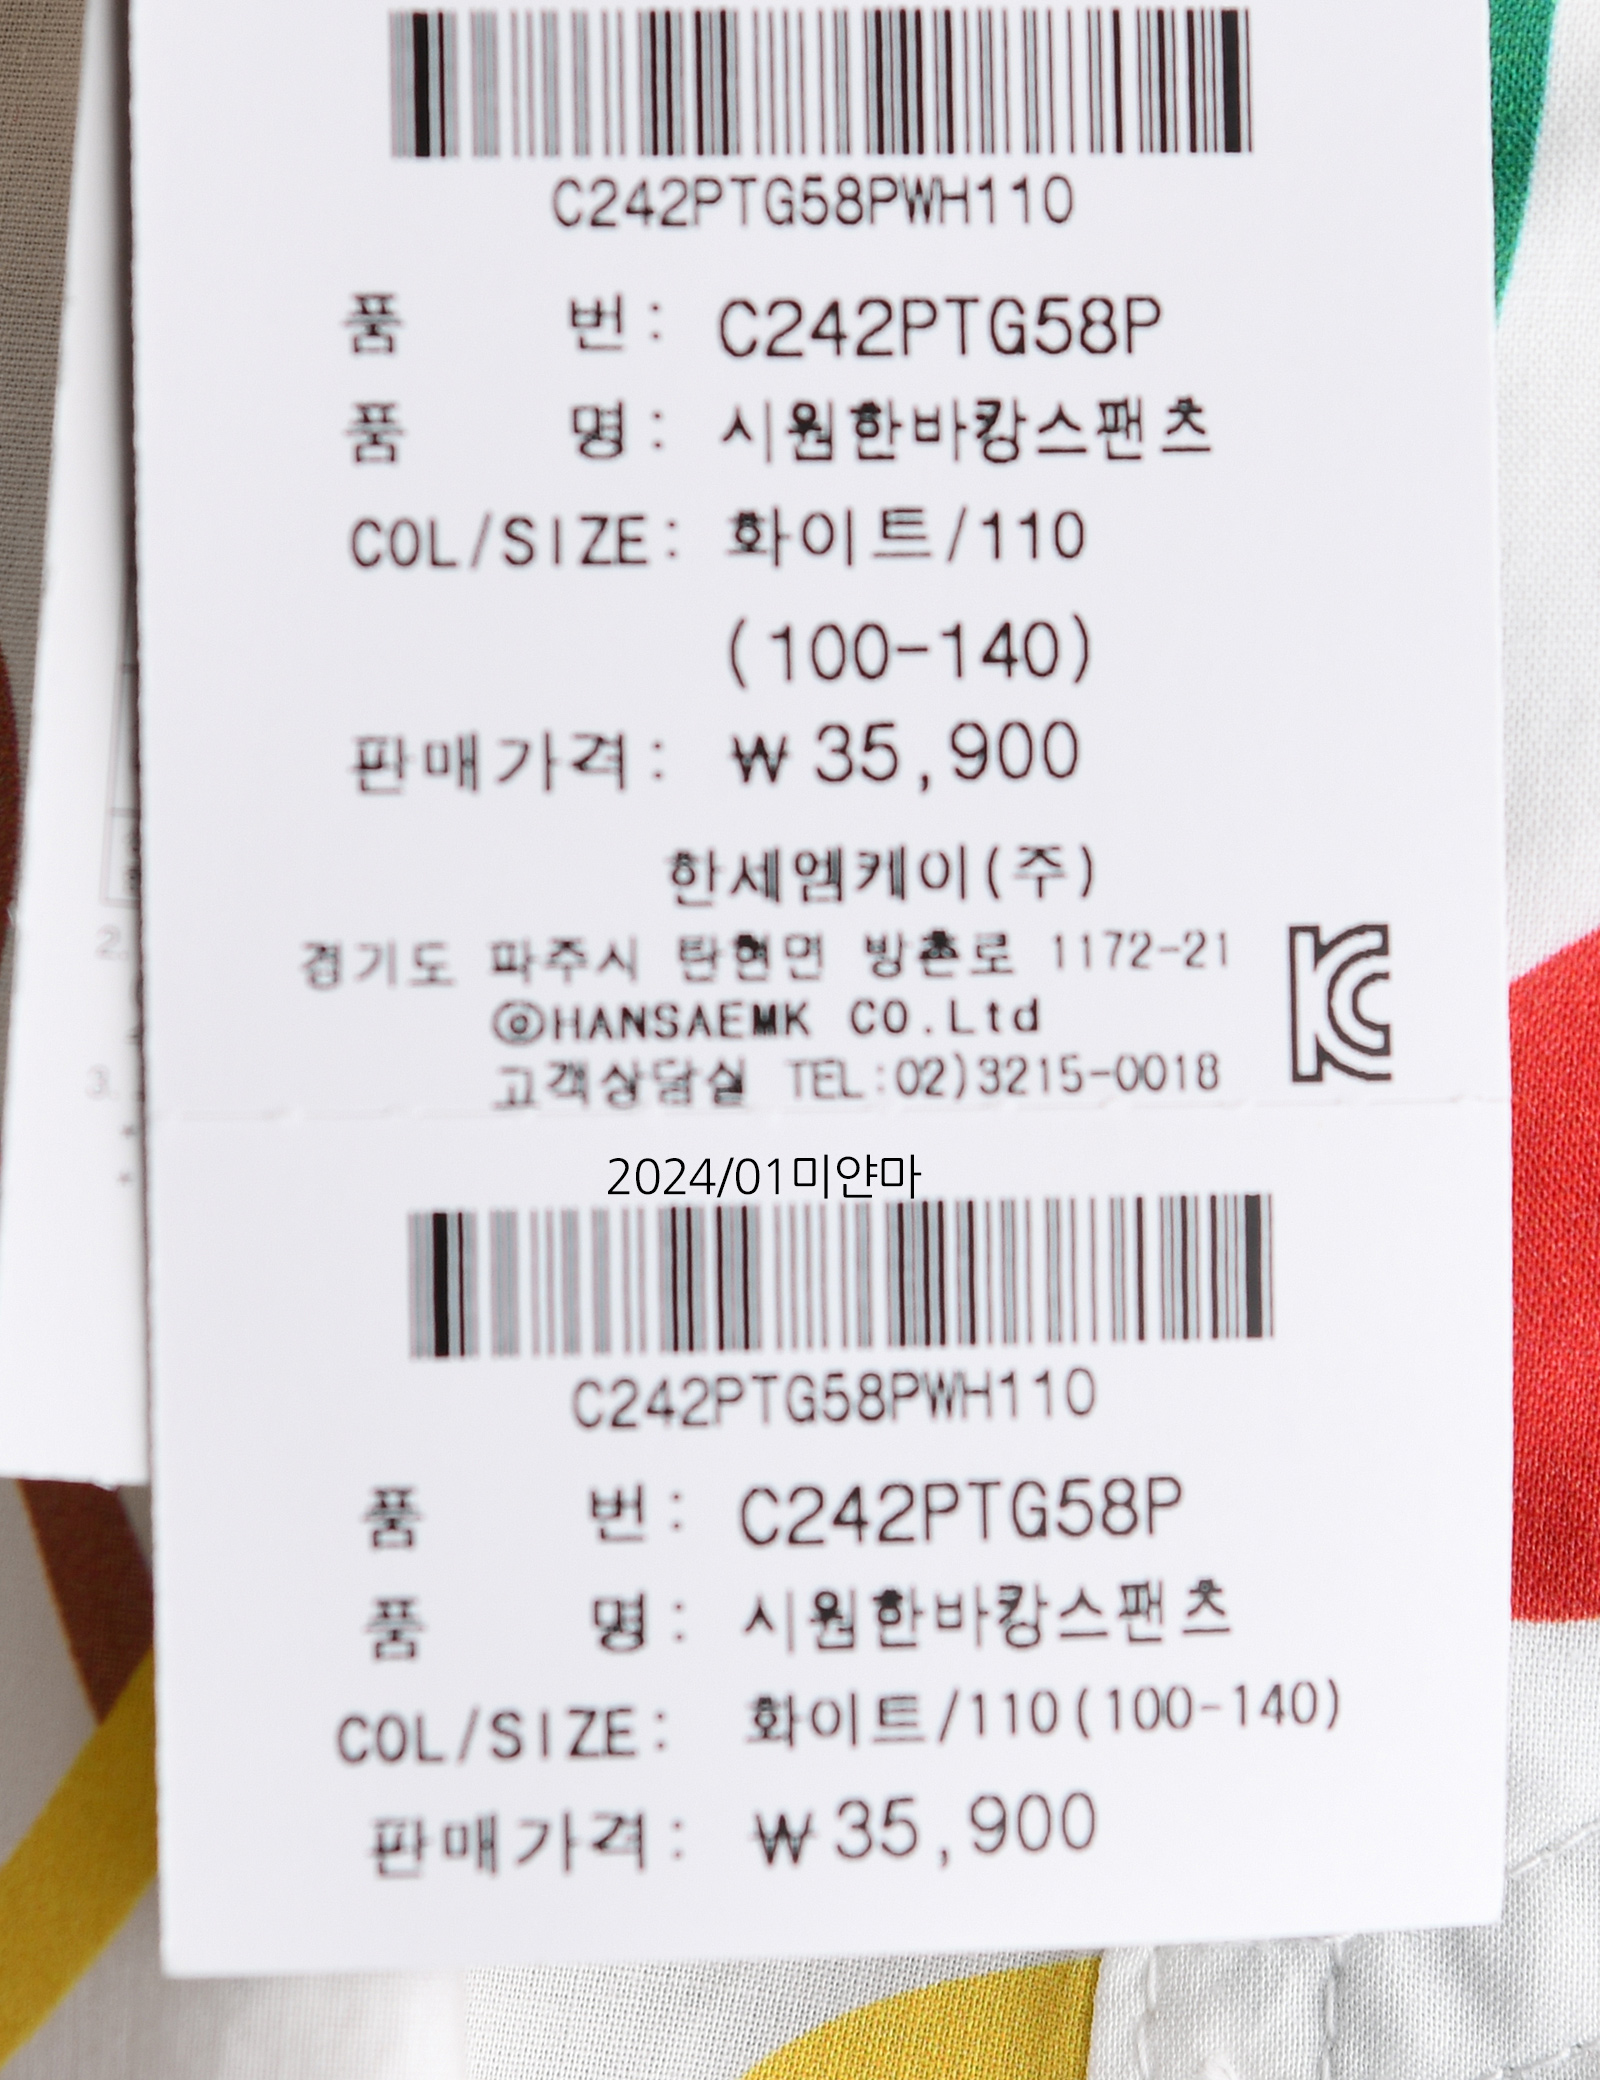 C242PTG58PWH110
품 번: C242PTG58P
품 명: 시원한바캉스팬츠
COL/SIZE: 화이트/110
(100-140)
판매가격: ₩35,900
한세엠케이(주)
경기도 파주시 탄현면 방촌로 1172-21
ⓒHANSAEMK CO.Ltd
고객상담실 TEL:02)3215-0018
2024/01미얀마
C242PTG58PWH110
품 번: C242PTG58P
품 명: 시원한바캉스팬츠
COL/SIZE: 화이트/110(100-140)
판매가격: ₩35,900
2.
3.